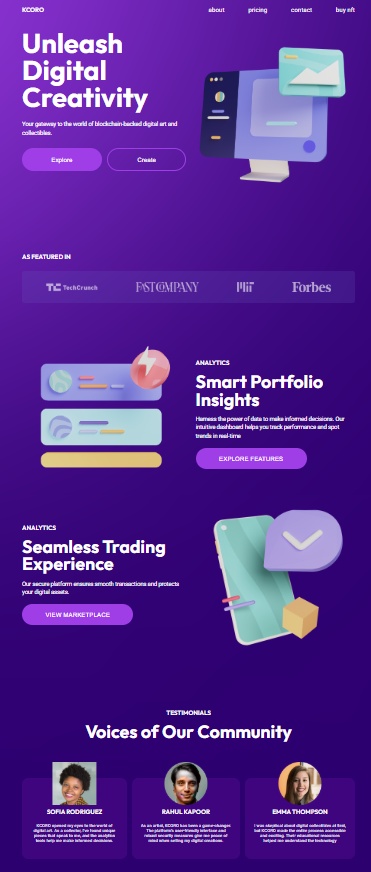 KCORO
about pricing contact buy nft
Unleash
Digital
Creativity
Your gateway to the world of blockchain-backed digital art and
collectibles.
Explore Create
AS FEATURED IN
TechCrunch FAST COMPANY MIT Forbes
ANALYTICS
Smart Portfolio
Insights
Harness the power of data to make informed decisions. Our
intuitive dashboard helps you track performance and spot
trends in real-time
EXPLORE FEATURES
ANALYTICS
Seamless Trading
Experience
Our secure platform ensures smooth transactions and protects
your digital assets.
VIEW MARKETPLACE
TESTIMONIALS
Voices of Our Community
SOFIA RODRIGUEZ
KCORO opened my eyes to the world of
digital art. As a collector, I've found unique
pieces that speak to me, and the analytics
tools help me make informed decisions.
RAHUL KAPOOR
As an artist, KCORO has been a game-changer.
The platform's user-friendly interface and
robust security measures give me peace of
mind when selling my digital creations.
EMMA THOMPSON
I was skeptical about digital collectibles at first,
but KCORO made the entire process accessible
and exciting. Their educational resources
helped me understand the technology